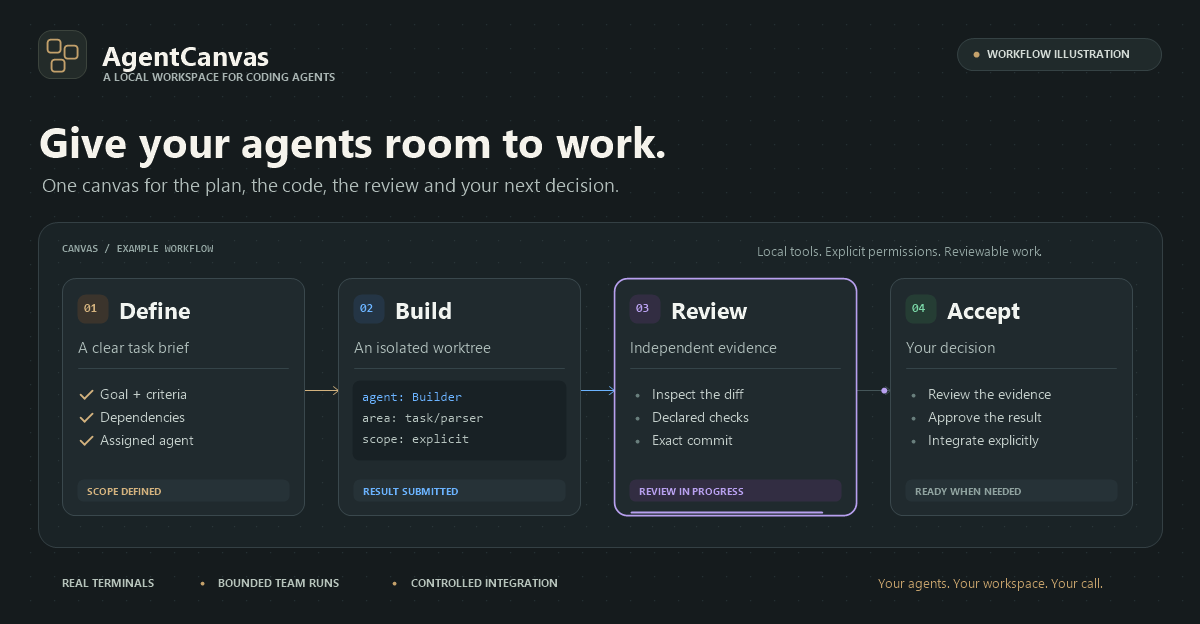 AgentCanvas
A LOCAL WORKSPACE FOR CODING AGENTS
WORKFLOW ILLUSTRATION
Give your agents room to work.
One canvas for the plan, the code, the review and your next decision.
CANVAS / EXAMPLE WORKFLOW
Local tools. Explicit permissions. Reviewable work.
01 Define
A clear task brief
Goal + criteria
Dependencies
Assigned agent
SCOPE DEFINED
02 Build
An isolated worktree
agent: Builder
area: task/parser
scope: explicit
RESULT SUBMITTED
03 Review
Independent evidence
Inspect the diff
Declared checks
Exact commit
REVIEW IN PROGRESS
04 Accept
Your decision
Review the evidence
Approve the result
Integrate explicitly
READY WHEN NEEDED
REAL TERMINALS • BOUNDED TEAM RUNS • CONTROLLED INTEGRATION
Your agents. Your workspace. Your call.